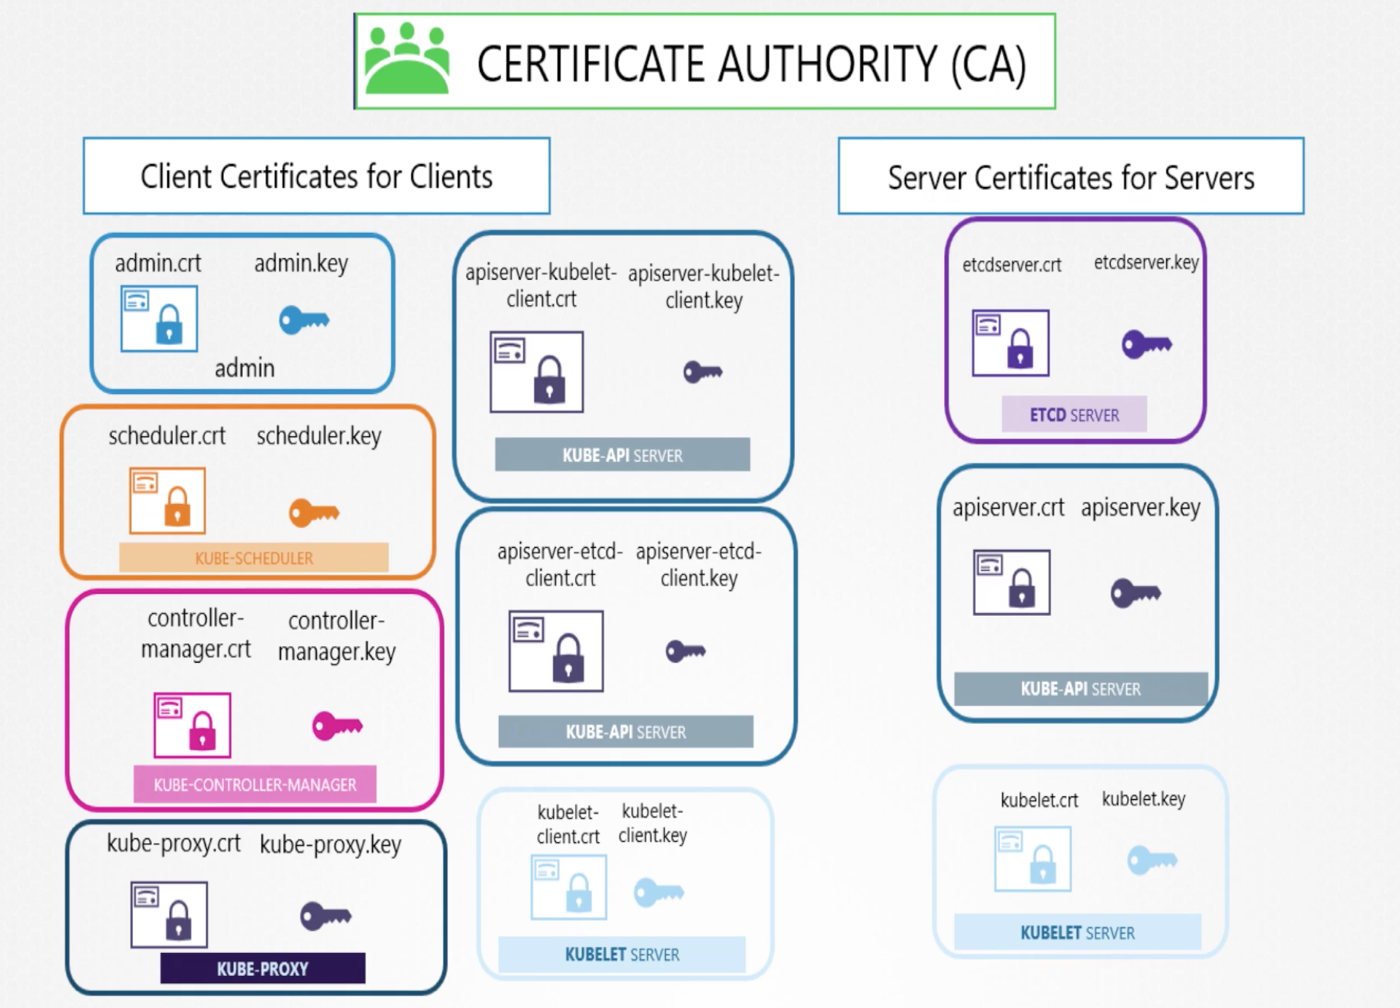 CERTIFICATE AUTHORITY (CA)
Client Certificates for Clients
admin.crt admin.key
admin
scheduler.crt scheduler.key
KUBE-SCHEDULER
controller-
manager.crt
controller-
manager.key
KUBE-CONTROLLER-MANAGER
kube-proxy.crt kube-proxy.key
KUBE-PROXY
apiserver-kubelet-
client.crt
apiserver-kubelet-
client.key
KUBE-API SERVER
apiserver-etcd-
client.crt
apiserver-etcd-
client.key
KUBE-API SERVER
kubelet-
client.crt
kubelet-
client.key
KUBELET SERVER
Server Certificates for Servers
etcdserver.crt etcdserver.key
ETCD SERVER
apiserver.crt apiserver.key
KUBE-API SERVER
kubelet.crt kubelet.key
KUBELET SERVER